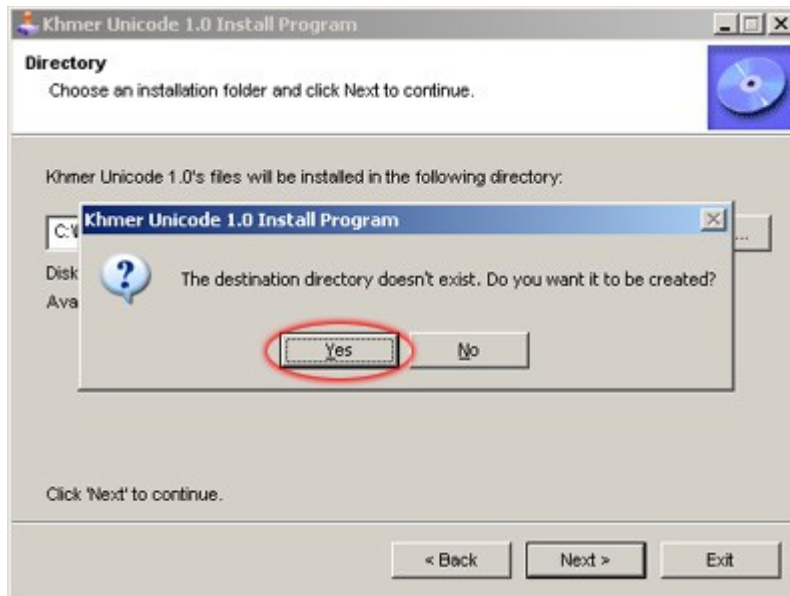 Khmer Unicode 1.0 Install Program
Directory
Choose an installation folder and click Next to continue.
Khmer Unicode 1.0's files will be installed in the following directory:
Khmer Unicode 1.0 Install Program
C:\
...
The destination directory doesn't exist. Do you want it to be created?
Disk
Yes
No
Click 'Next' to continue.
< Back
Next >
Exit